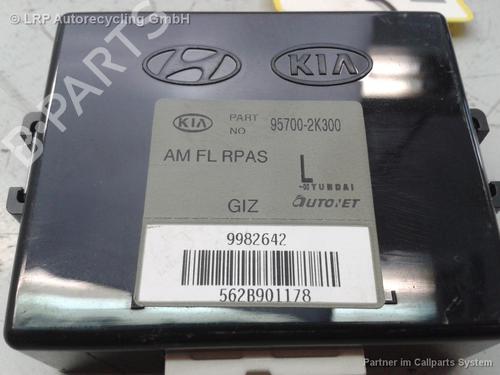 © LRP Autorecycling GmbH
B-PARTS
KIA
KIA
PART NO 95700-2K300
AM FL RPAS
L
HYUNDAI
GIZ
AUTONET
9982642
562B901178
Partner im Callparts System